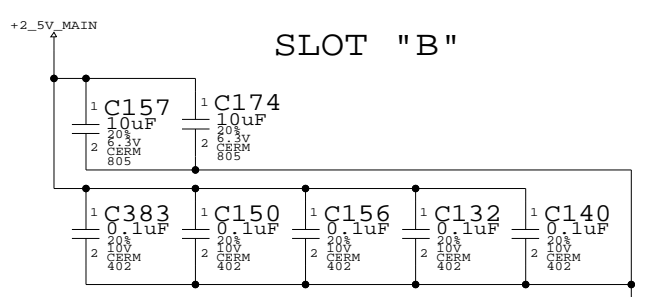 +2_5V_MAIN
SLOT "B"
1 C157
10uF
20%
6.3V
2 CERM
805
1 C174
10uF
20%
6.3V
2 CERM
805
1 C383
0.1uF
20%
10V
2 CERM
402
1 C150
0.1uF
20%
10V
2 CERM
402
1 C156
0.1uF
20%
10V
2 CERM
402
1 C132
0.1uF
20%
10V
2 CERM
402
1 C140
0.1uF
20%
10V
2 CERM
402